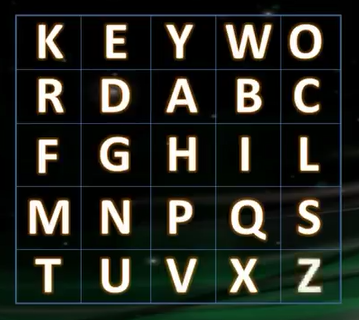 K E Y W O
R D A B C
F G H I L
M N P Q S
T U V X Z